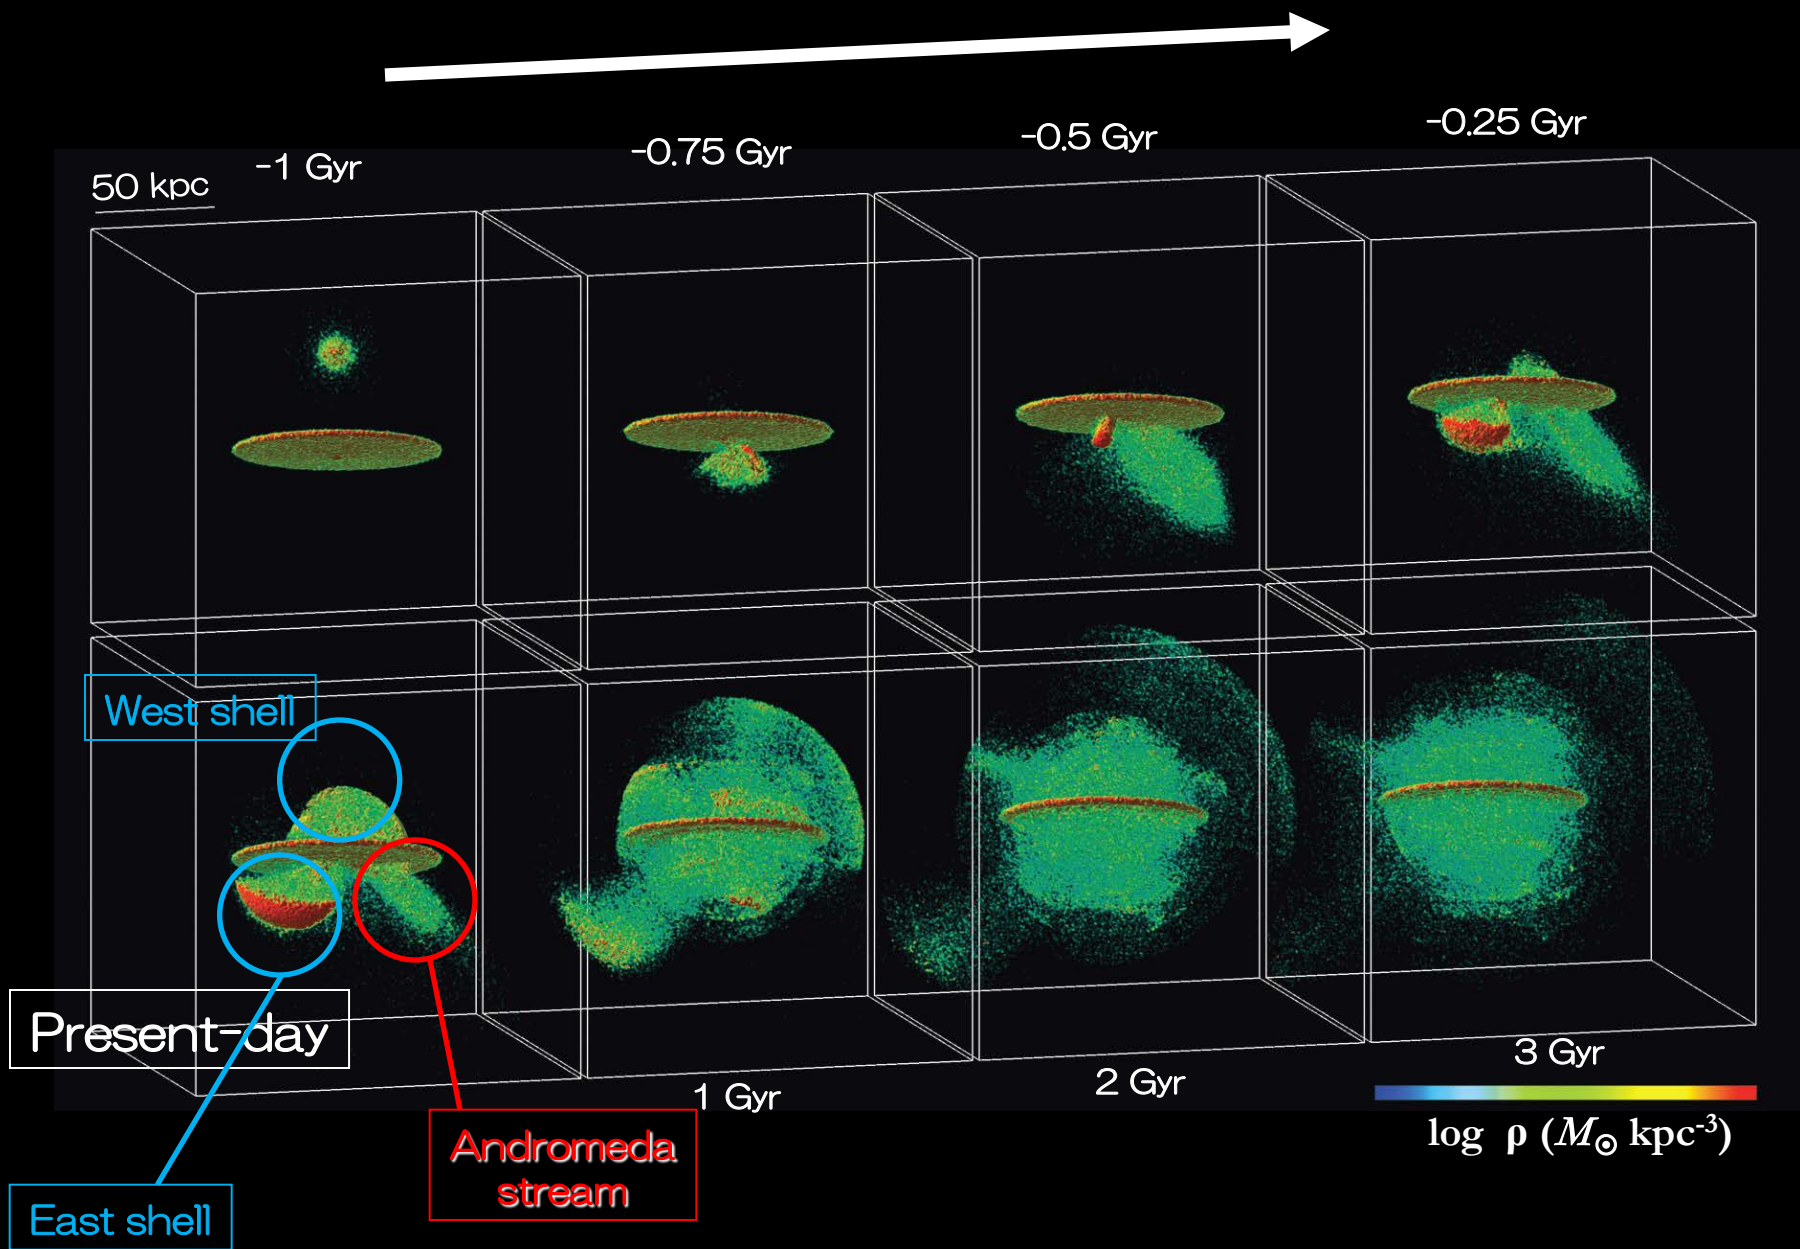 -1 Gyr
-0.75 Gyr
-0.5 Gyr
-0.25 Gyr
50 kpc
West shell
Present-day
1 Gyr
2 Gyr
3 Gyr
log ρ (M☉ kpc-3)
Andromeda
stream
East shell